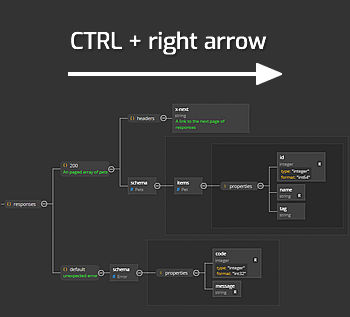 CTRL + right arrow
x-next
string
A link to the next page of
responses
headers
200
An paged array of pets
id
integer
type: "integer"
format: "int64"
schema
# Pets
items
# Pet
properties
name
string
tag
string
responses
default
unexpected error
schema
# Error
properties
code
integer
type: "integer"
format: "int32"
message
string